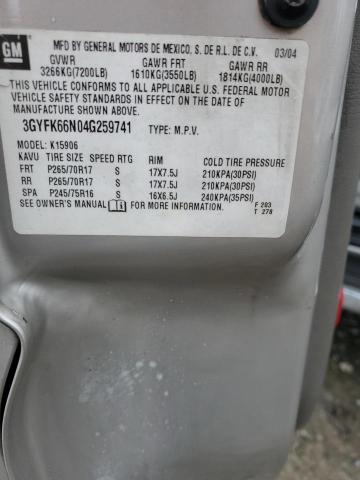 GM
MFD BY GENERAL MOTORS DE MEXICO, S. DE R.L. DE C.V. 03/04
GVWR GAWR FRT GAWR RR
3266KG(7200LB) 1610KG(3550LB) 1814KG(4000LB)
THIS VEHICLE CONFORMS TO ALL APPLICABLE U.S. FEDERAL MOTOR
VEHICLE SAFETY STANDARDS IN EFFECT ON THE DATE OF
MANUFACTURE SHOWN ABOVE.
3GYFK66N04G259741 TYPE: M.P.V.
MODEL: K15906
KAVU TIRE SIZE SPEED RTG RIM COLD TIRE PRESSURE
FRT P265/70R17 S 17X7.5J 210KPA(30PSI)
RR P265/70R17 S 17X7.5J 210KPA(30PSI)
SPA P245/75R16 S 16X6.5J 240KPA(35PSI)
SEE OWNER'S MANUAL FOR MORE INFORMATION. F 203
T 278